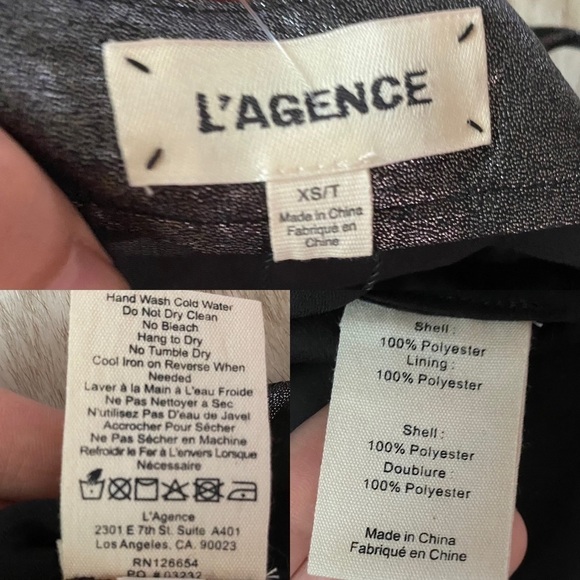 L'AGENCE
XS/T
Made in China
Fabriqué en
Chine
Hand Wash Cold Water
Do Not Dry Clean
No Bleach
Hang to Dry
No Tumble Dry
Cool Iron on Reverse When
Needed
Laver à la Main à L'eau Froide
Ne Pas Nettoyer a Sec
N'utilisez Pas D'eau de Javel
Accrocher Pour Sécher
Ne Pas Sécher en Machine
Refroidir le Fer à L'envers Lorsque
Nécessaire
L'Agence
2301 E 7th St. Suite A401
Los Angeles, CA. 90023
RN126654
PO # 03232
Shell :
100% Polyester
Lining :
100% Polyester
Shell :
100% Polyester
Doublure :
100% Polyester
Made in China
Fabriqué en Chine